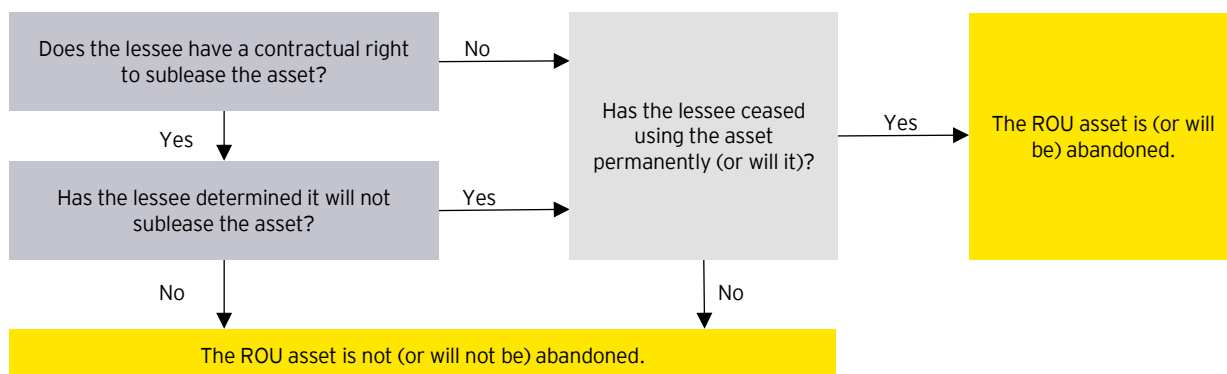 Does the lessee have a contractual right
to sublease the asset?
No
Has the lessee ceased
using the asset
permanently (or will it)?
Yes
The ROU asset is (or will
be) abandoned.
Yes
Has the lessee determined it will not
sublease the asset?
Yes
No
No
The ROU asset is not (or will not be) abandoned.